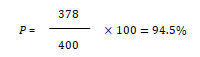 P = 378/400 × 100 = 94.5%